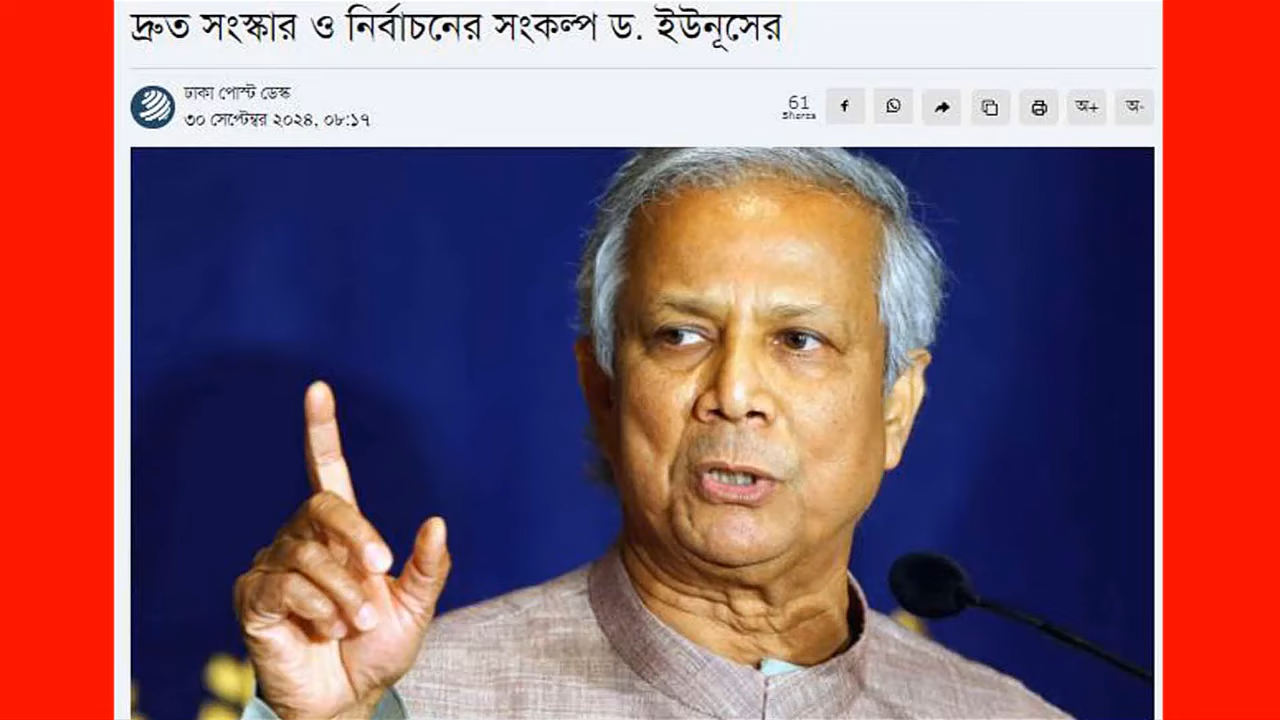 দ্রুত সংস্কার ও নির্বাচনের সংকল্প ড. ইউনূসের
ঢাকা পোস্ট ডেস্ক
৩০ সেপ্টেম্বর ২০২৪, ০৮:১৭
61
Shares
অ+
অ-